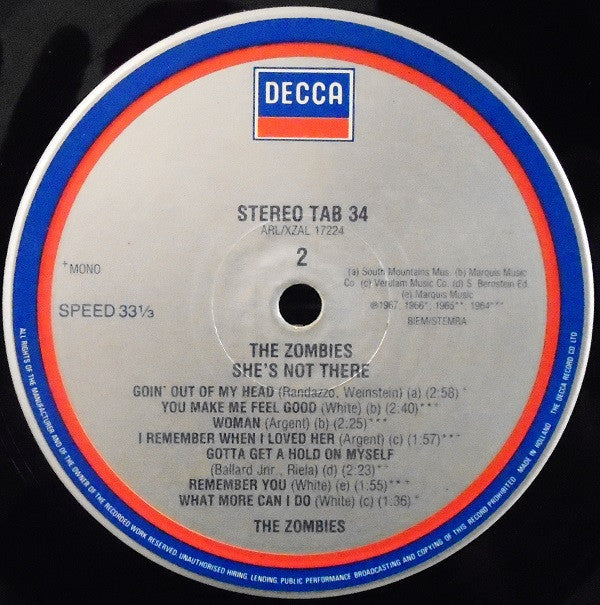 DECCA
STEREO TAB 34
ARL/XZAL 17224
2
+MONO
SPEED 33⅓
(a) South Mountains Mus. (b) Marquis Music
Co. (c) Verulam Music Co. (d) S. Bernstein Ed.
(e) Marquis Music
℗1967, 1966*, 1965**, 1964***
BIEM/STEMRA
THE ZOMBIES
SHE'S NOT THERE
GOIN' OUT OF MY HEAD (Randazzo, Weinstein) (a) (2:58)
YOU MAKE ME FEEL GOOD (White) (b) (2:40)***
WOMAN (Argent) (b) (2.25)***
I REMEMBER WHEN I LOVED HER (Argent) (c) (1.57)***
GOTTA GET A HOLD ON MYSELF
(Ballard Jnr., Riela) (d) (2:23)**
REMEMBER YOU (White) (e) (1.55)**+
WHAT MORE CAN I DO (White) (c) (1.36)+
THE ZOMBIES
ALL RIGHTS OF THE MANUFACTURER AND OF THE OWNER OF THE RECORDED WORK RESERVED. UNAUTHORISED HIRING, LENDING, PUBLIC PERFORMANCE BROADCASTING AND COPYING OF THIS RECORD PROHIBITED. MADE IN HOLLAND THE DECCA RECORD CO LTD